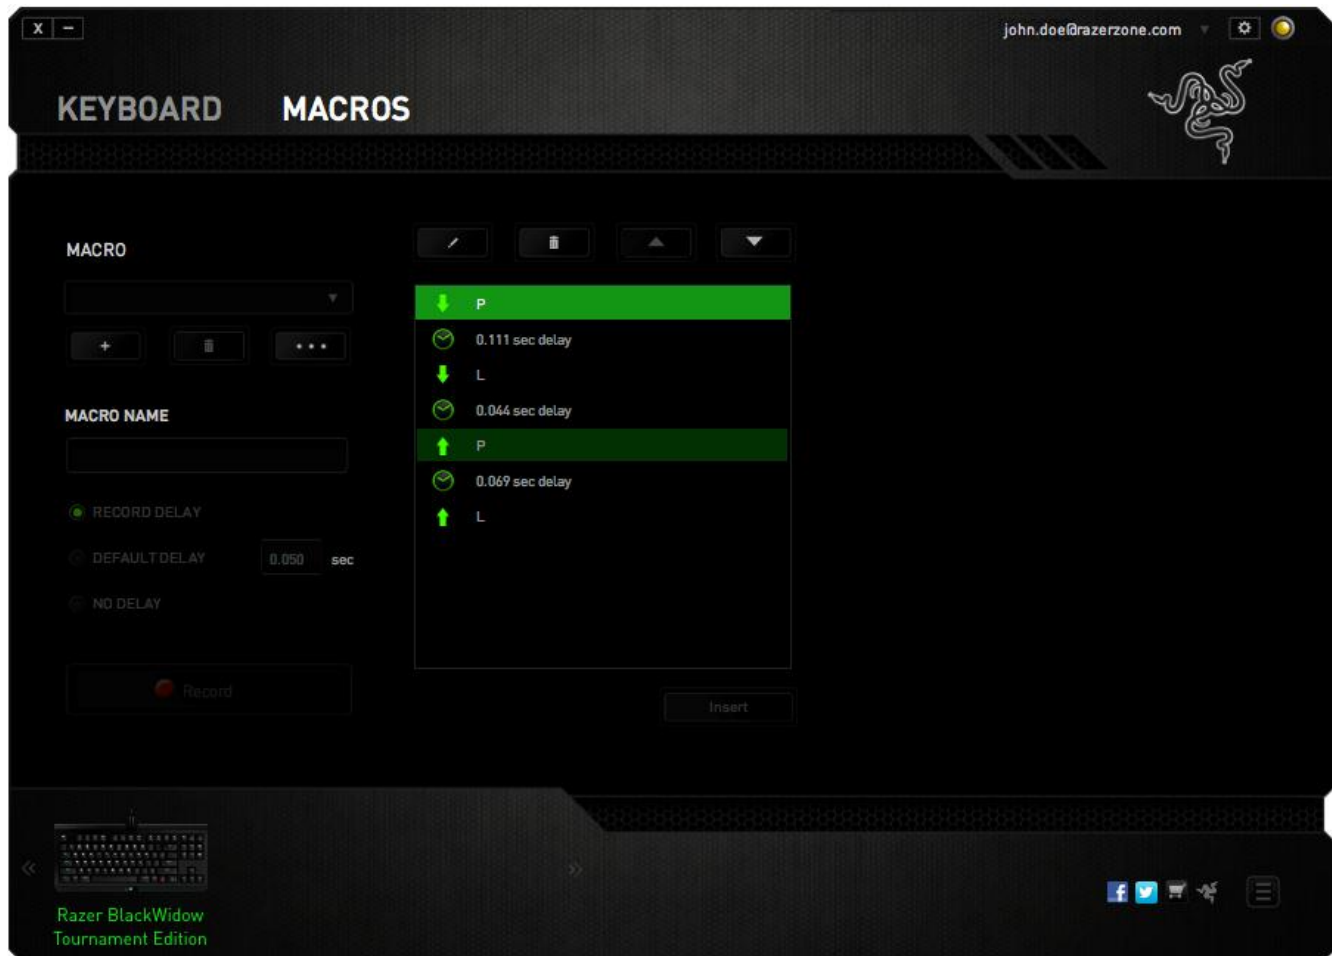 X –
john.doe@razerzone.com
KEYBOARD MACROS
MACRO
+
MACRO NAME
RECORD DELAY
DEFAULT DELAY 0.050 sec
NO DELAY
Record
P
0.111 sec delay
L
0.044 sec delay
P
0.069 sec delay
L
Insert
Razer BlackWidow
Tournament Edition
f